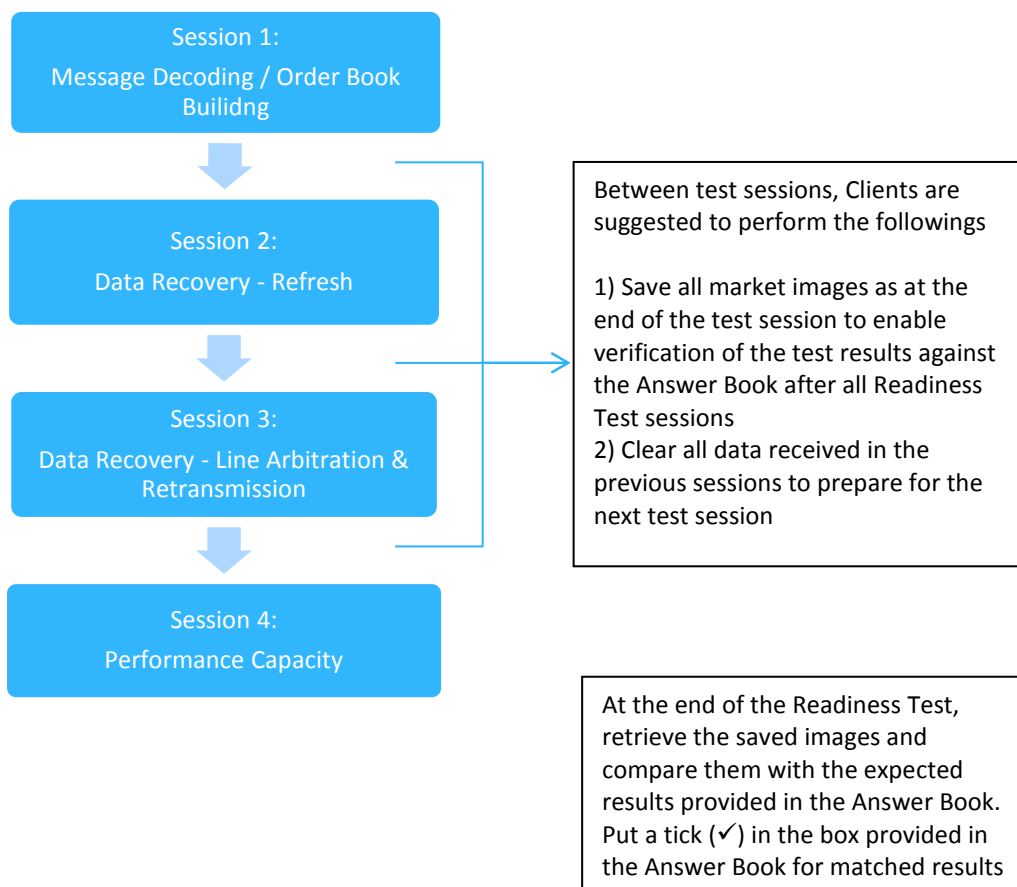 Session 1:
Message Decoding / Order Book
Builidng
Session 2:
Data Recovery - Refresh
Session 3:
Data Recovery - Line Arbitration &
Retransmission
Session 4:
Performance Capacity
Between test sessions, Clients are
suggested to perform the followings
1) Save all market images as at the
end of the test session to enable
verification of the test results against
the Answer Book after all Readiness
Test sessions
2) Clear all data received in the
previous sessions to prepare for the
next test session
At the end of the Readiness Test,
retrieve the saved images and
compare them with the expected
results provided in the Answer Book.
Put a tick (✓) in the box provided in
the Answer Book for matched results